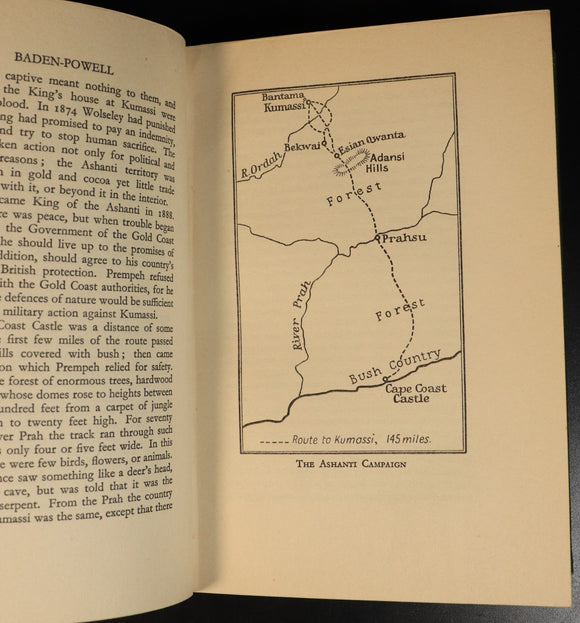 BADEN-POWELL
captive meant nothing to them, and
the King's house at Kumassi were
blood. In 1874 Wolseley had punished
ng had promised to pay an indemnity,
nd try to stop human sacrifice. The
ken action not only for political and
reasons; the Ashanti territory was
h in gold and cocoa yet little trade
with it, or beyond it in the interior.
came King of the Ashanti in 1888.
re was peace, but when trouble began
the Government of the Gold Coast
he should live up to the promises of
ddition, should agree to his country's
British protection. Prempeh refused
ith the Gold Coast authorities, for he
e defences of nature would be sufficient
military action against Kumassi.
Coast Castle was a distance of some
e first few miles of the route passed
ills covered with bush; then came
on which Prempeh relied for safety.
e forest of enormous trees, hardwood
whose domes rose to heights between
undred feet from a carpet of jungle
n to twenty feet high. For seventy
ver Prah the track ran through such
s only four or five feet wide. In this
e were few birds, flowers, or animals.
nce saw something like a deer's head,
cave, but was told that it was the
serpent. From the Prah the country
umassi was the same, except that there
Bantama
Kumassi
Bekwai
Esian Qwanta
R. Ordah
Adansi
Hills
Forest
Prahsu
River Prah
Forest
Bush Country
Cape Coast
Castle
Route to Kumassi, 145 miles.
THE ASHANTI CAMPAIGN